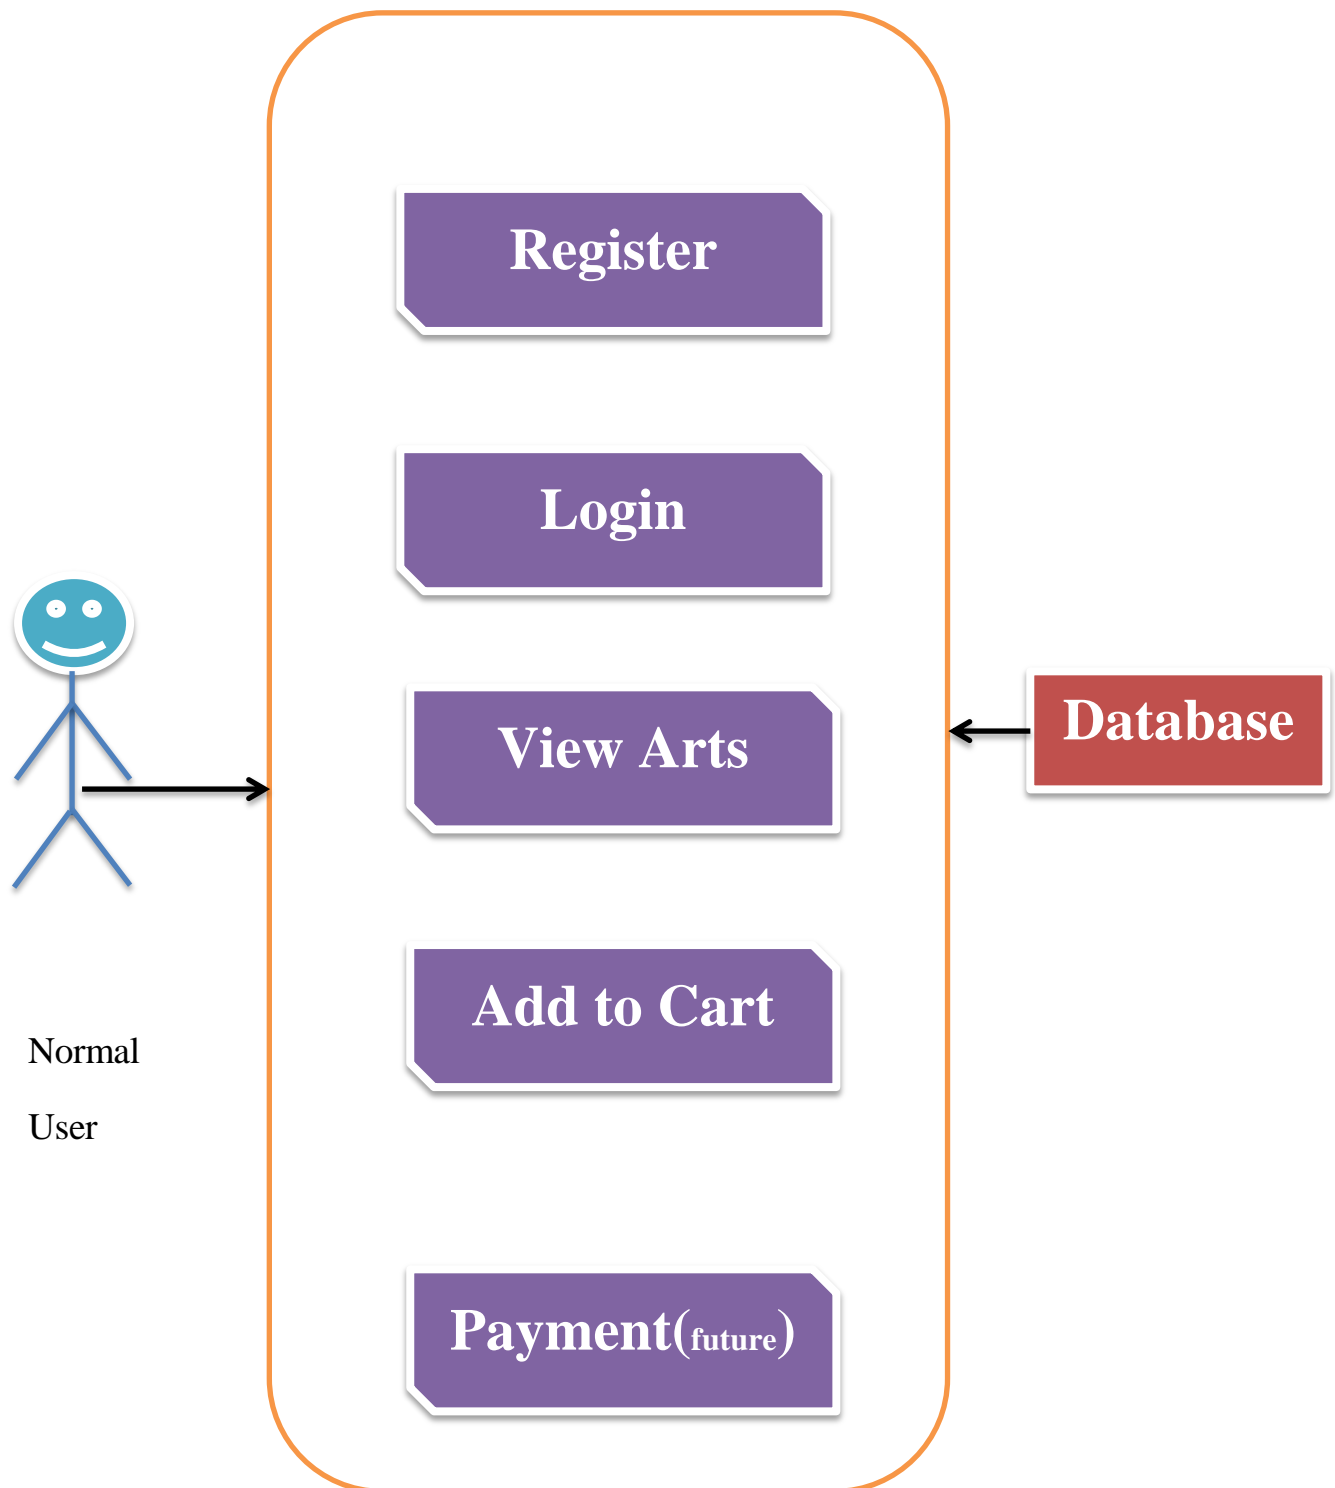 Register
Login
View Arts
Database
Add to Cart
Normal
User
Payment(future)